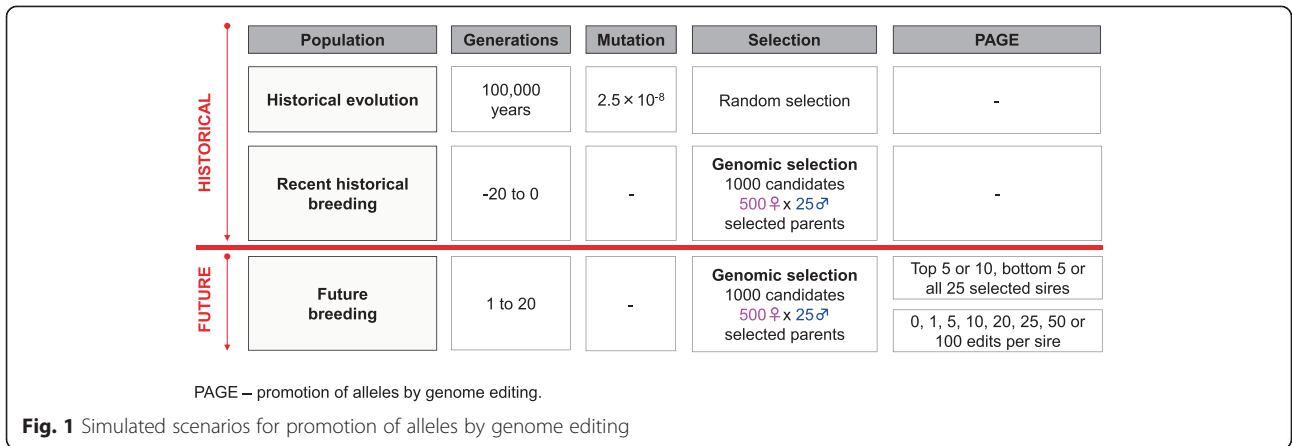 Population Generations Mutation Selection PAGE
HISTORICAL
Historical evolution
100,000
years
2.5 × 10⁻⁸
Random selection
-
Recent historical
breeding
-20 to 0
-
Genomic selection
1000 candidates
500♀ x 25♂
selected parents
-
FUTURE
Future
breeding
1 to 20
-
Genomic selection
1000 candidates
500♀ x 25♂
selected parents
Top 5 or 10, bottom 5 or
all 25 selected sires
0, 1, 5, 10, 20, 25, 50 or
100 edits per sire
PAGE – promotion of alleles by genome editing.
Fig. 1 Simulated scenarios for promotion of alleles by genome editing